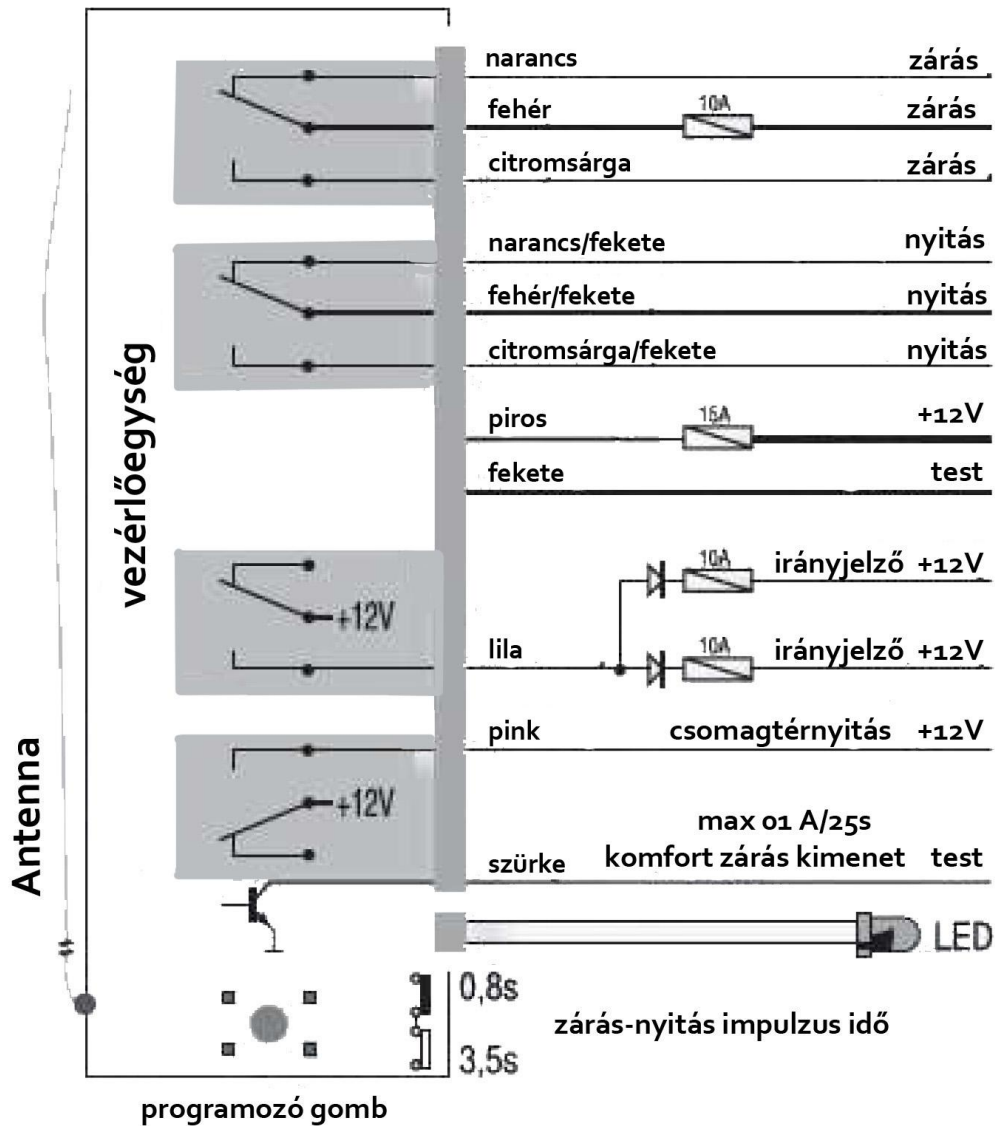 narancs zárás
fehér 10A zárás
citromsárga zárás
narancs/fekete nyitás
fehér/fekete nyitás
citromsárga/fekete nyitás
piros 15A +12V
fekete test
vezérlőegység
10A irányjelző +12V
+12V
lila 10A irányjelző +12V
pink csomagtérnyitás +12V
+12V
max 01 A/25s
szürke komfort zárás kimenet test
Antenna
LED
0,8s
zárás-nyitás impulzus idő
3,5s
programozó gomb